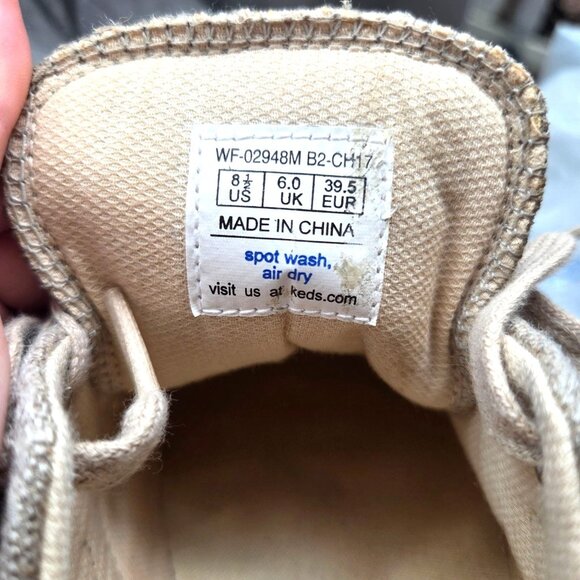 WF-02948M B2-CH17
8½ 6.0 39.5
US UK EUR
MADE IN CHINA
spot wash,
air dry
visit us at keds.com